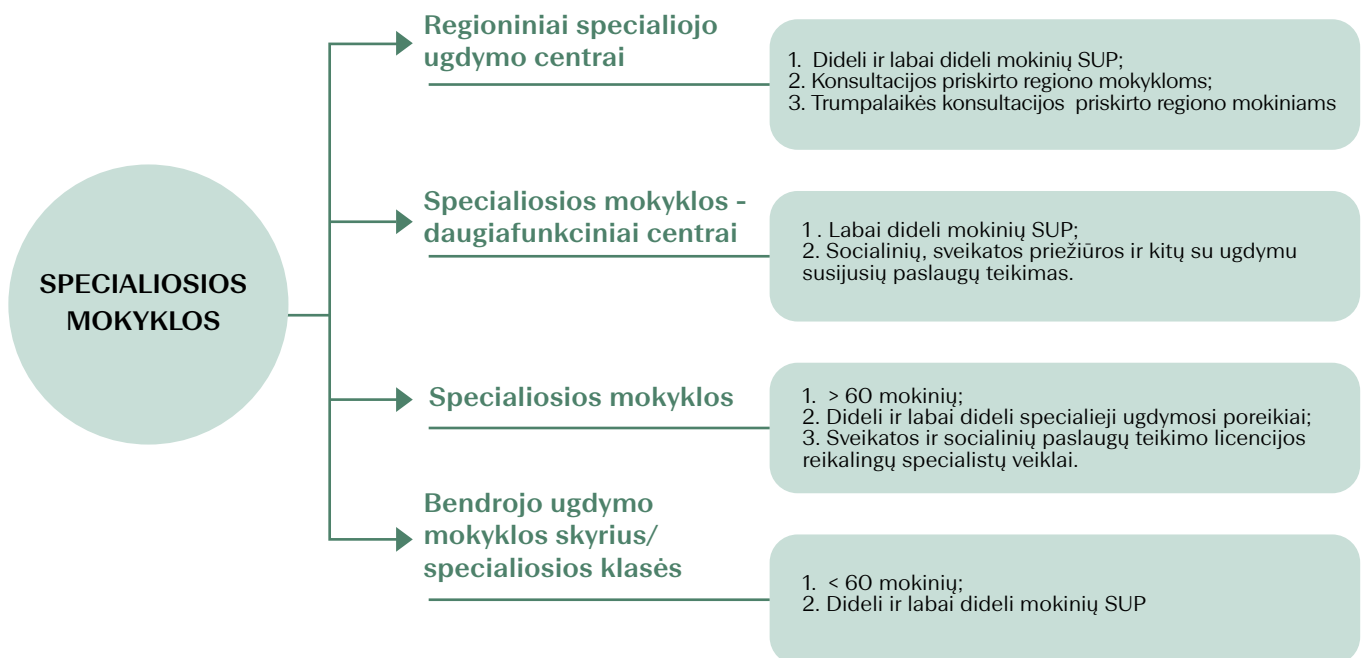 SPECIALIOSIOS
MOKYKLOS
Regioniniai specialiojo
ugdymo centrai
1. Dideli ir labai dideli mokinių SUP;
2. Konsultacijos priskirto regiono mokykloms;
3. Trumpalaikės konsultacijos priskirto regiono mokiniams
Specialiosios mokyklos -
daugiafunkciniai centrai
1 . Labai dideli mokinių SUP;
2. Socialinių, sveikatos priežiūros ir kitų su ugdymu
susijusių paslaugų teikimas.
Specialiosios mokyklos
1. > 60 mokinių;
2. Dideli ir labai dideli specialieji ugdymosi poreikiai;
3. Sveikatos ir socialinių paslaugų teikimo licencijos
reikalingų specialistų veiklai.
Bendrojo ugdymo
mokyklos skyrius/
specialiosios klasės
1. < 60 mokinių;
2. Dideli ir labai dideli mokinių SUP